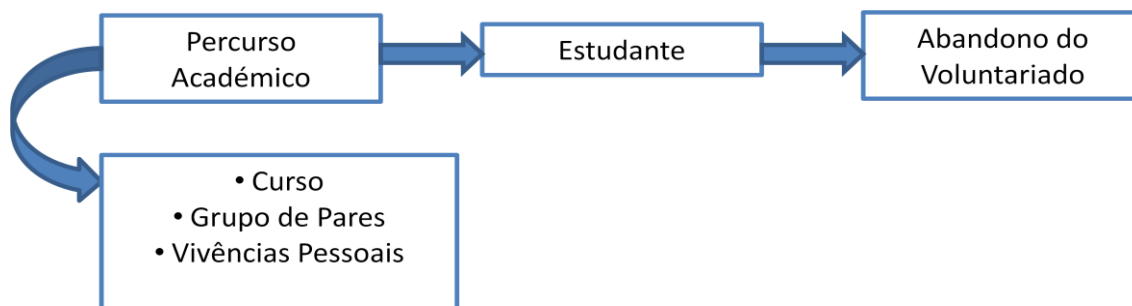 Percurso
Académico
Estudante
Abandono do
Voluntariado
• Curso
• Grupo de Pares
• Vivências Pessoais